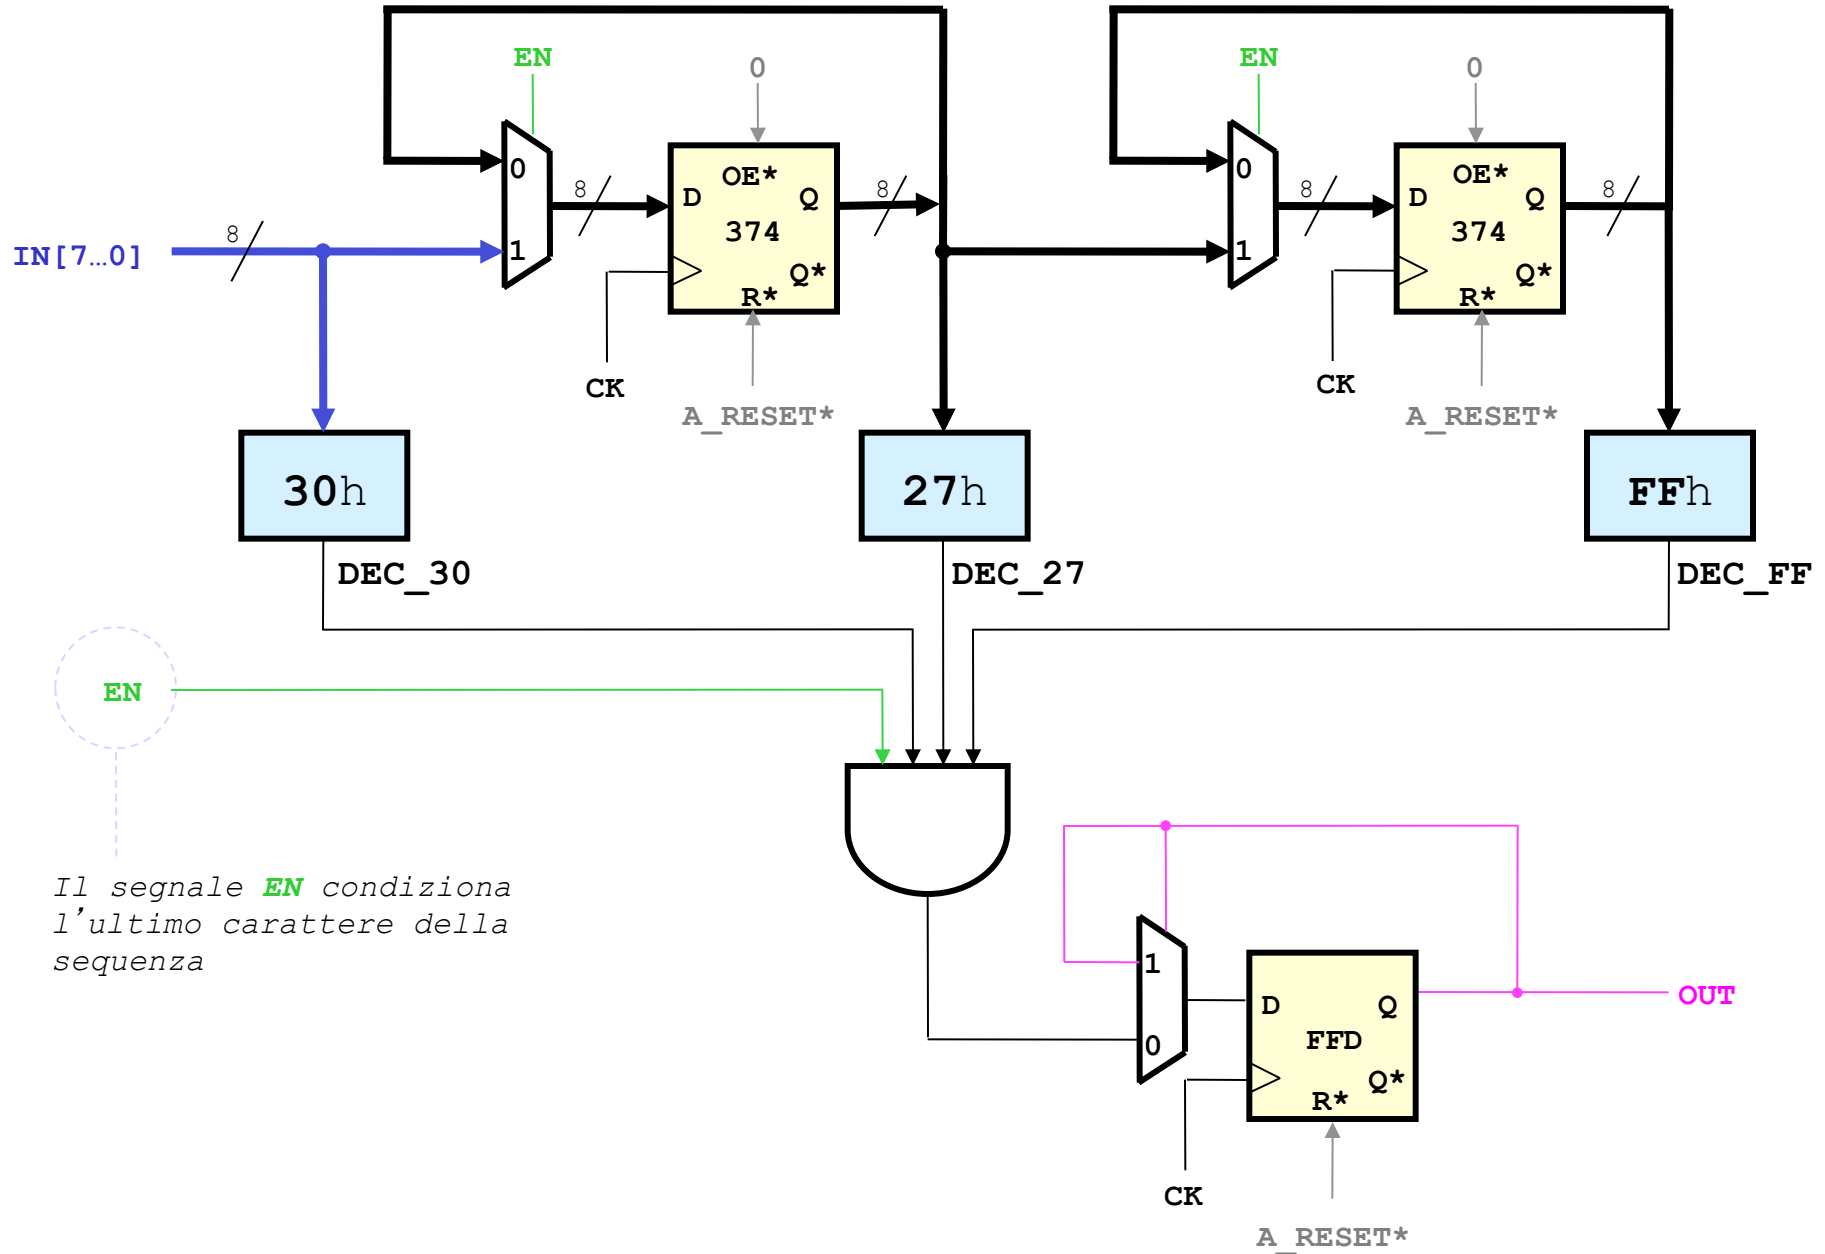 EN
0
EN
0
0
8
D
OE*
Q
374
Q*
R*
8
0
8
D
OE*
Q
374
Q*
R*
8
IN[7…0]
8
1
1
CK
A_RESET*
CK
A_RESET*
30h
27h
FFh
DEC_30
DEC_27
DEC_FF
EN
Il segnale EN condiziona
l'ultimo carattere della
sequenza
1
0
D
Q
FFD
Q*
R*
OUT
CK
A_RESET*